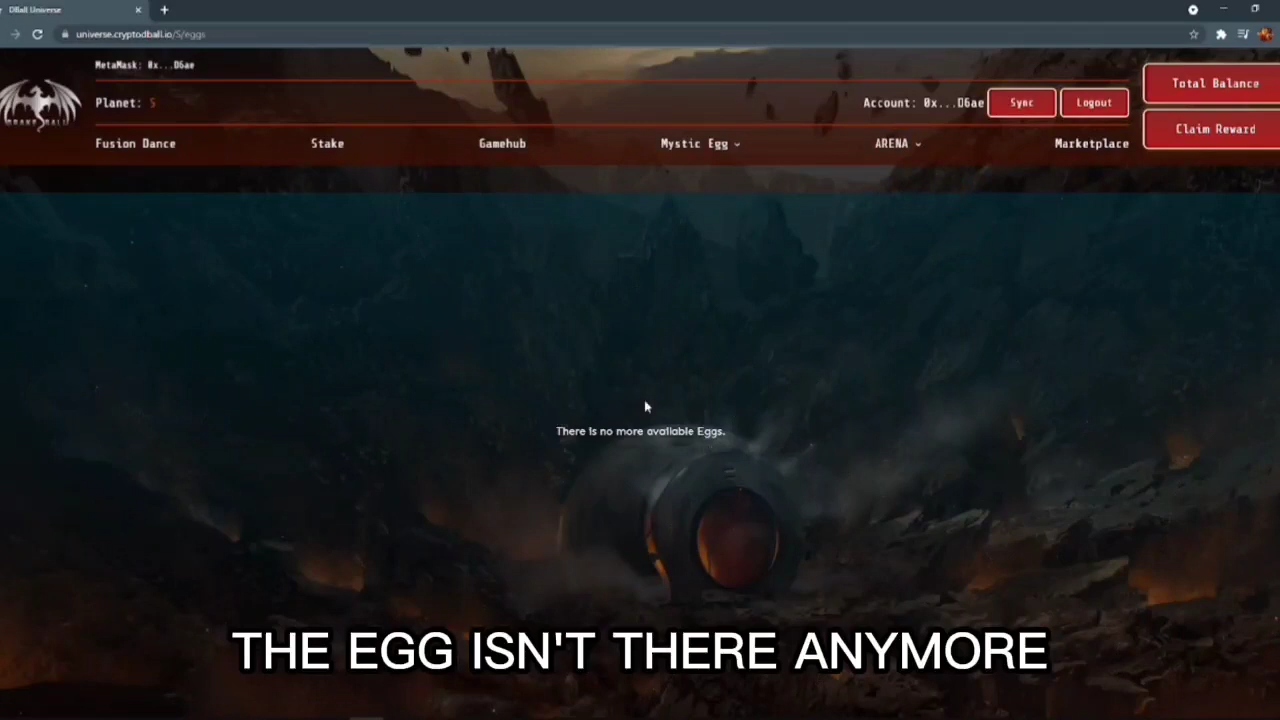 DBall Universe
universe.cryptodball.io/S/eggs
MetaMask: 0x...D6ae
Planet: S
Account: 0x...D6ae
Sync
Logout
Total Balance
Claim Reward
Fusion Dance
Stake
Gamehub
Mystic Egg
ARENA
Marketplace
There is no more available Eggs.
THE EGG ISN'T THERE ANYMORE